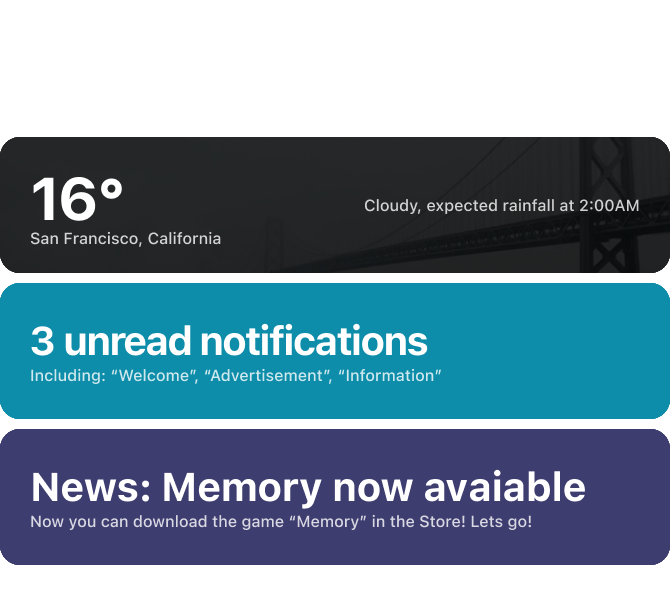 16°
San Francisco, California
Cloudy, expected rainfall at 2:00AM
3 unread notifications
Including: “Welcome”, “Advertisement”, “Information”
News: Memory now avaiable
Now you can download the game “Memory” in the Store! Lets go!